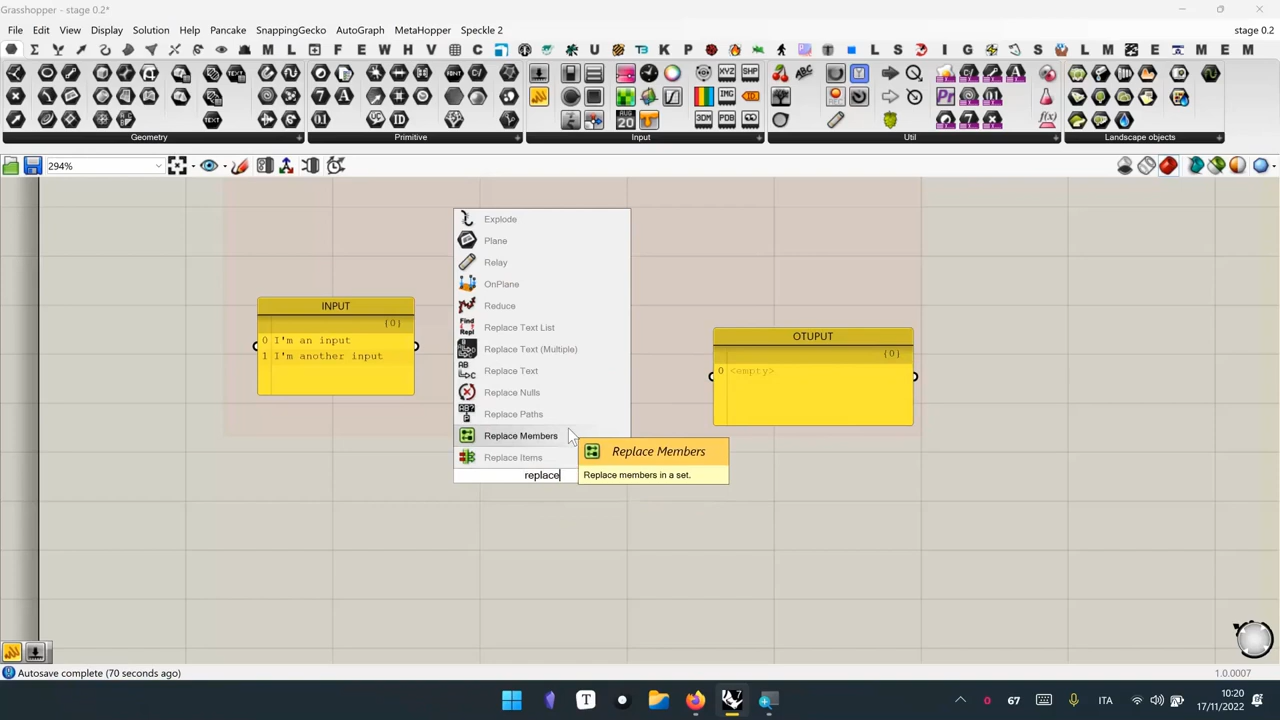 Grasshopper - stage 0.2*
File Edit View Display Solution Help Pancake SnappingGecko AutoGraph MetaHopper Speckle 2
stage 0.2
Geometry
Primitive
Input
Util
Landscape objects
294%
Explode
Plane
Relay
OnPlane
Reduce
Replace Text List
Replace Text (Multiple)
Replace Text
Replace Nulls
Replace Paths
Replace Members
Replace Items
replace
Replace Members
Replace members in a set.
INPUT
{0}
0 I'm an input
1 I'm another input
OTUPUT
{0}
0 <empty>
Autosave complete (70 seconds ago)
1.0.0007
0 67 ITA
10:20
17/11/2022